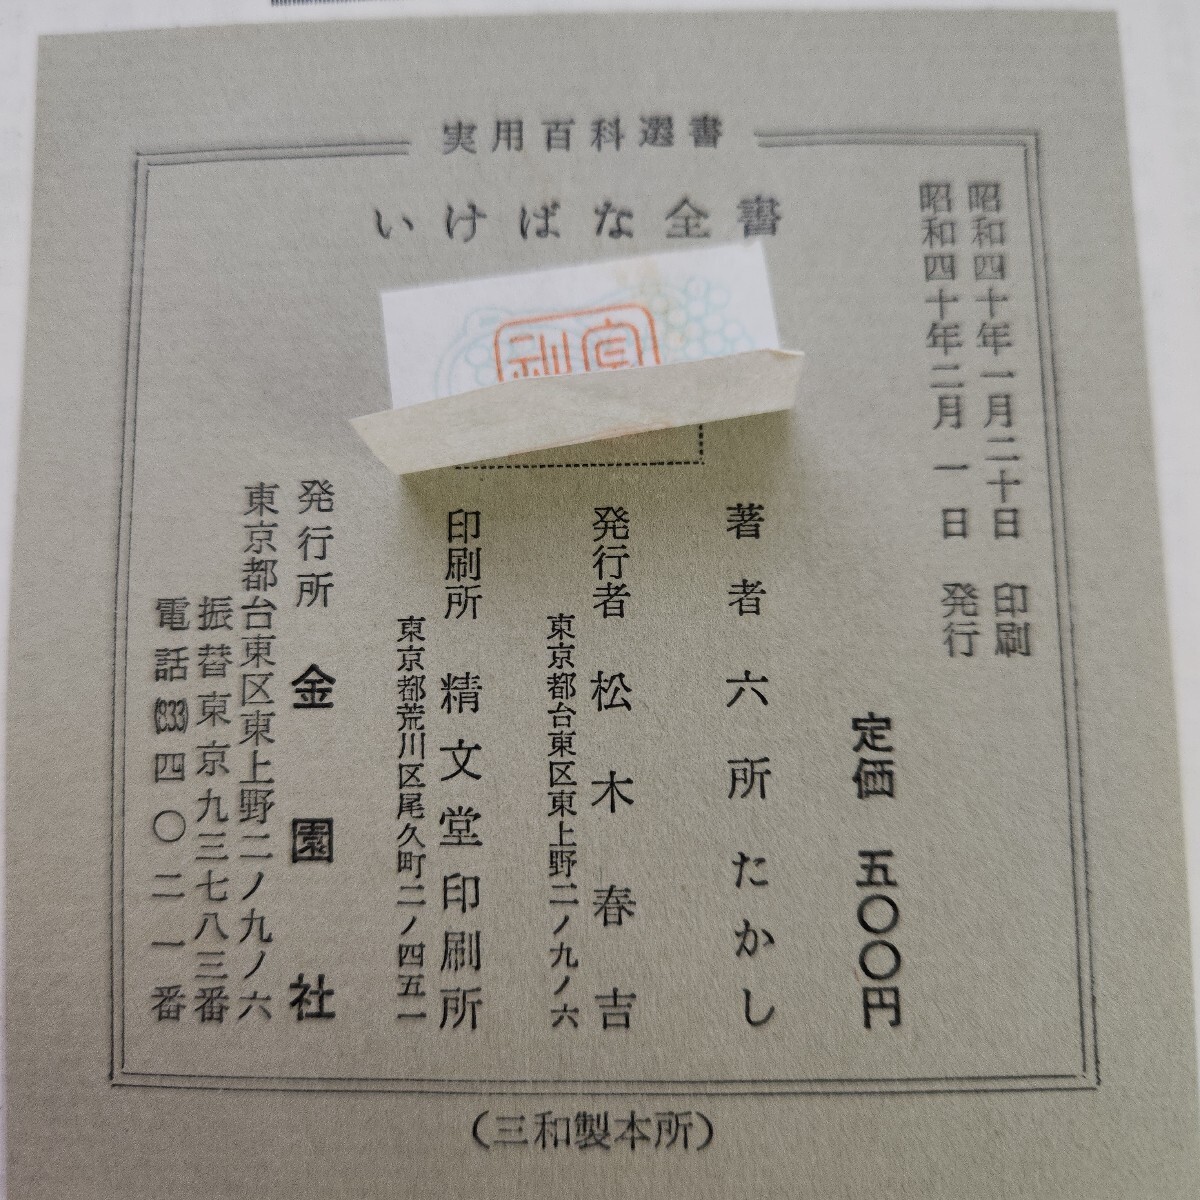 実用百科選書
いけばな全書
昭和四十年一月二十日 印刷
昭和四十年二月 一日 発行
定価 五〇〇円
著者 六所たかし
発行者 松木春吉
東京都台東区東上野二ノ九ノ六
印刷所 精文堂印刷所
東京都荒川区尾久町二ノ四五一
発行所 金園社
東京都台東区東上野二ノ九ノ六
振替東京九三七八三番
電話(833)四〇二一番
(三和製本所)